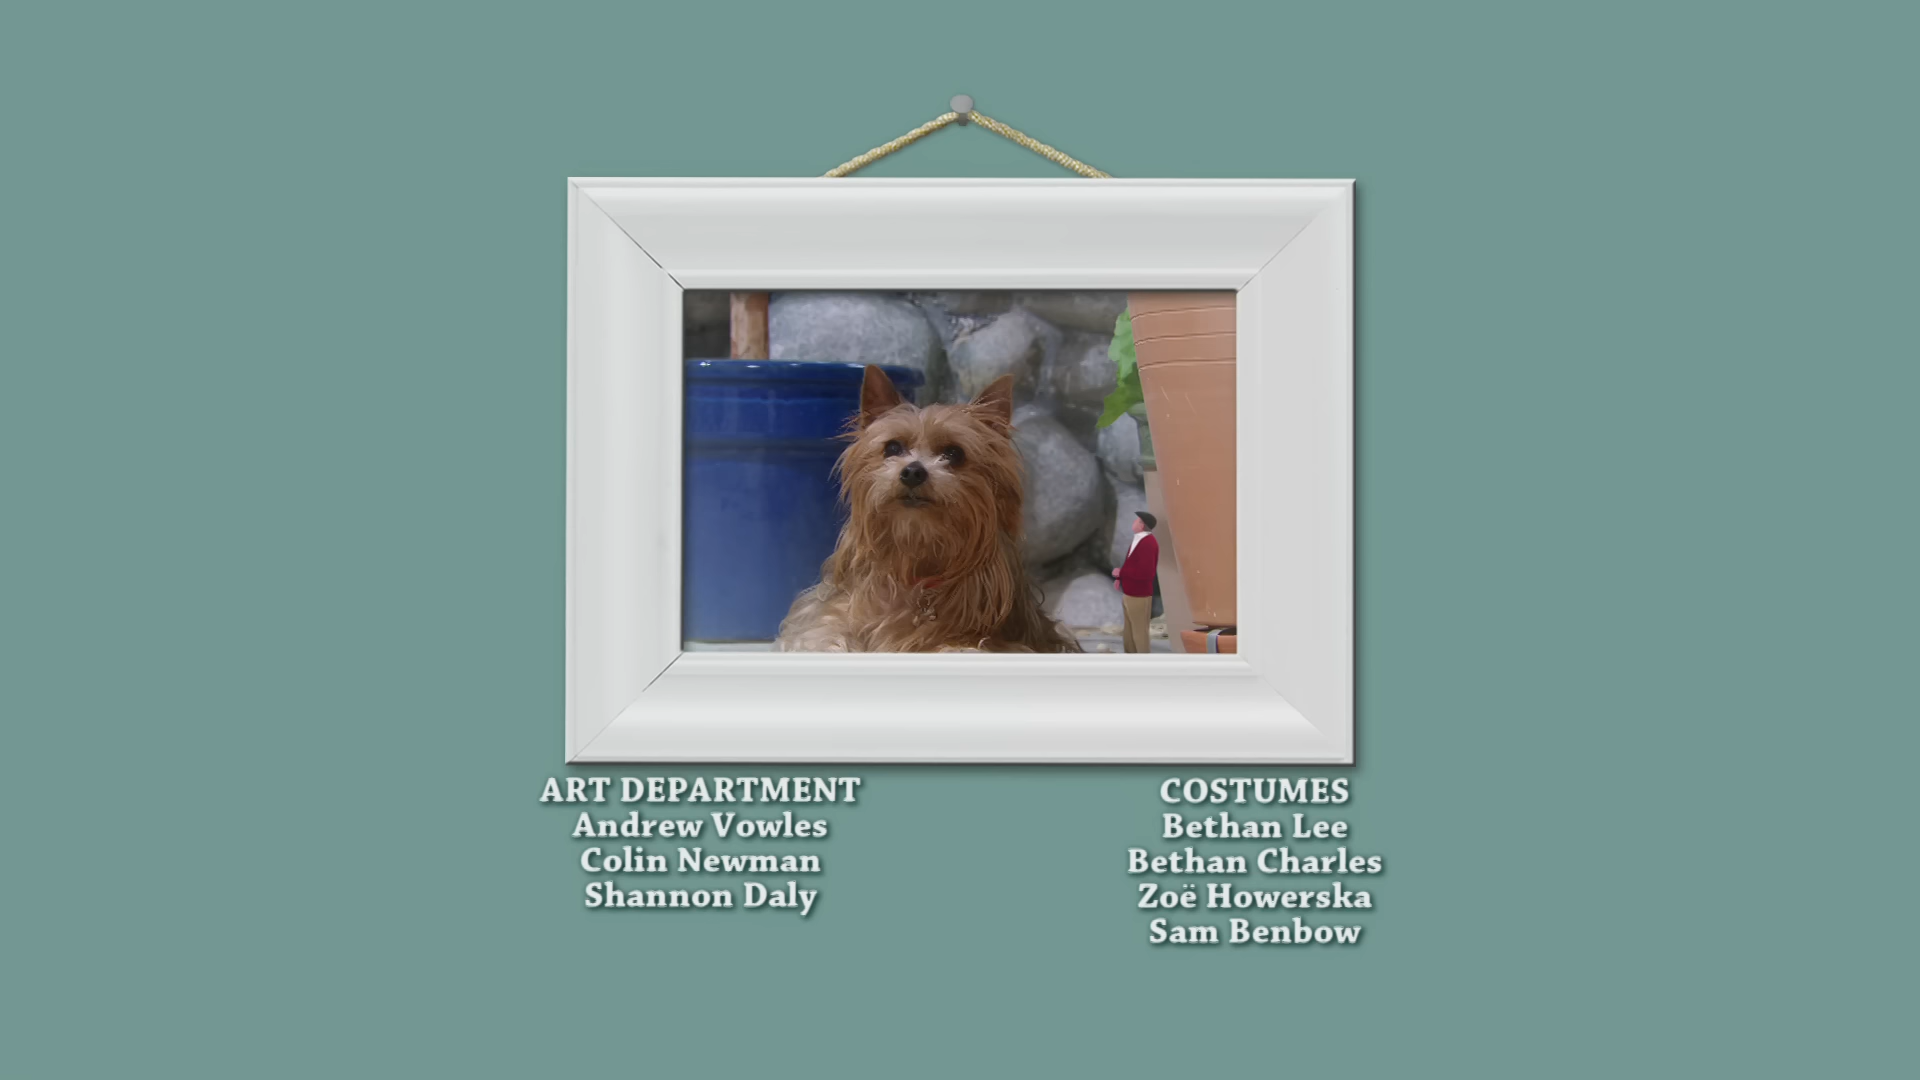 ART DEPARTMENT
Andrew Vowles
Colin Newman
Shannon Daly
COSTUMES
Bethan Lee
Bethan Charles
Zoë Howerska
Sam Benbow